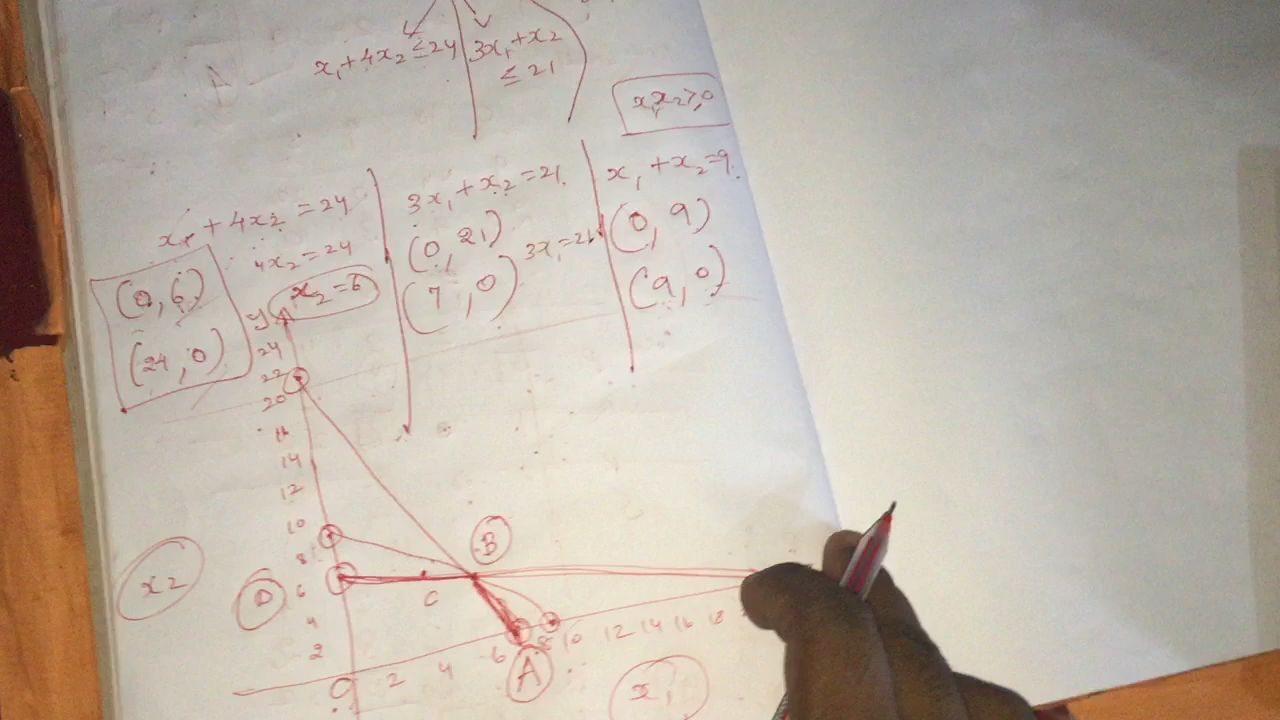 x₁+4x₂ ≤24
3x₁+x₂
≤ 21
x₁x₂≥0
x₁ + 4x₂ = 24
4x₂ = 24
x₂ = 6
(0, 6)
(24, 0)
3x₁ + x₂ = 21
(0, 21)
3x₁=21
(7, 0)
x₁ + x₂ = 9
(0, 9)
(9, 0)
y
24
22
20
14
12
10
8
6
4
2
x2
D
C
B
A
O 2 4 6 8 10 12 14 16 18
x₁